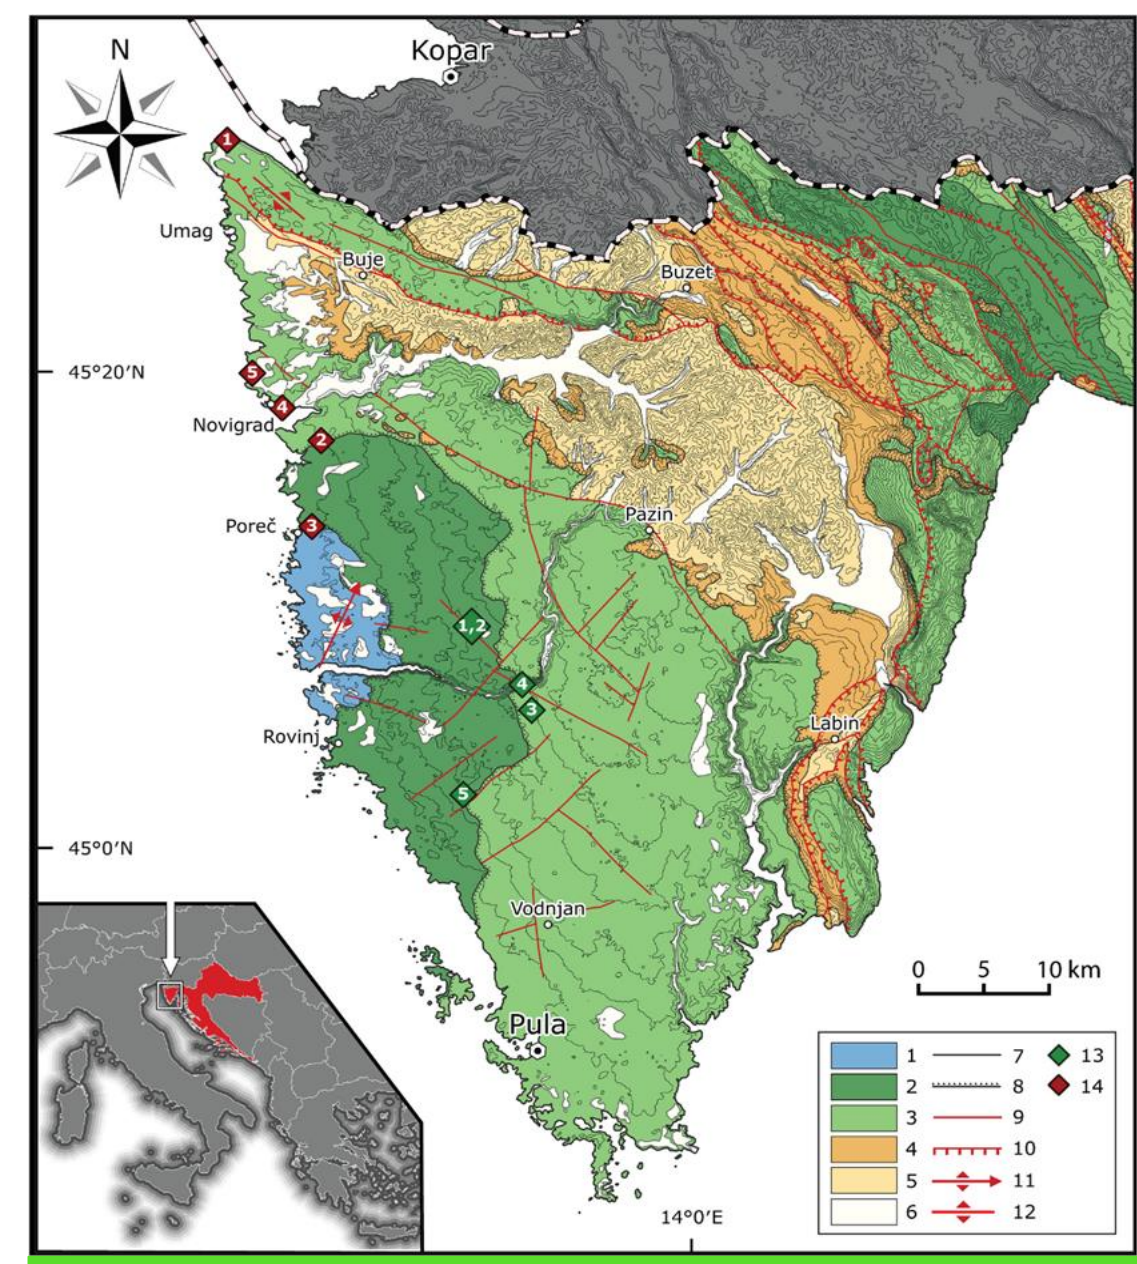 N
Kopar
1
Umag
Buje
Buzet
45°20'N
5
4
Novigrad
2
Poreč
3
Pazin
1,2
4
3
Rovinj
Labin
5
45°0'N
Vodnjan
0 5 10 km
Pula
1 7 13
2 8 14
3 9
4 10
5 11
6 12
14°0'E